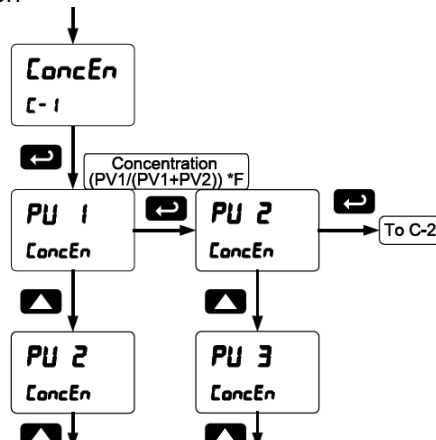 ConcEn
C-1
Concentration
(PV1/(PV1+PV2)) *F
PV 1
ConcEn
PV 2
ConcEn
To C-2
PV 2
ConcEn
PV 3
ConcEn